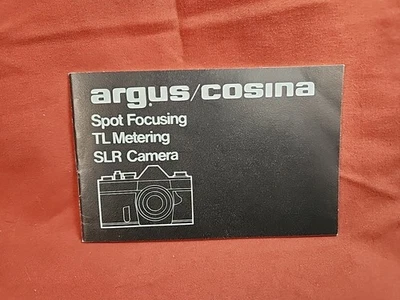 argus/cosina
Spot Focusing
TL Metering
SLR Camera